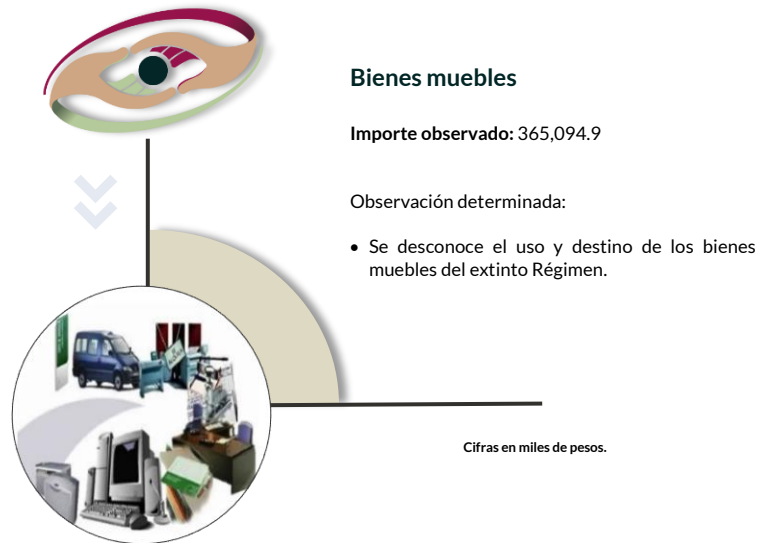 Bienes muebles
Importe observado: 365,094.9
Observación determinada:
• Se desconoce el uso y destino de los bienes
muebles del extinto Régimen.
Cifras en miles de pesos.